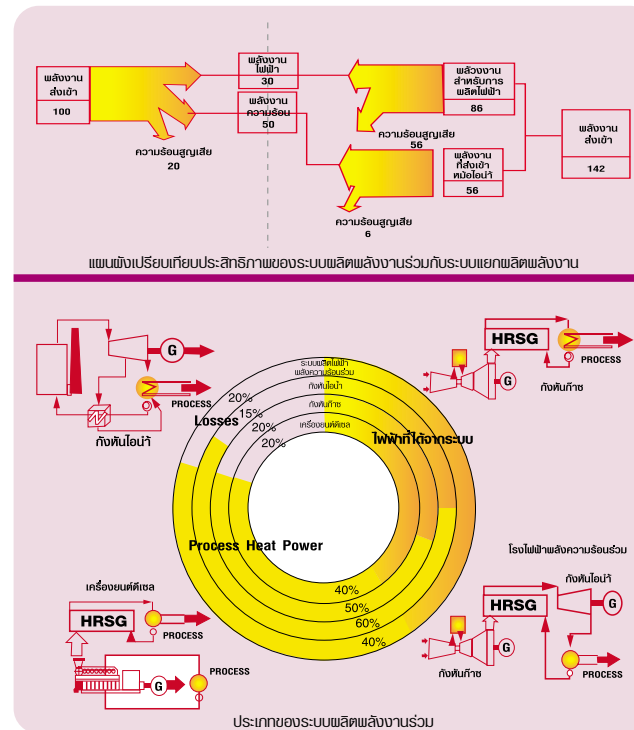 พลังงาน
ส่งเข้า
100
พลังงาน
ไฟฟ้า
30
พลังงาน
ความร้อน
50
ความร้อนสูญเสีย
20
พลังงาน
สำหรับการ
ผลิตไฟฟ้า
86
ความร้อนสูญเสีย
56
พลังงาน
ที่ส่งเข้า
หม้อไอน้ำ
56
ความร้อนสูญเสีย
6
พลังงาน
ส่งเข้า
142
แผนผังเปรียบเทียบประสิทธิภาพของระบบผลิตพลังงานร่วมกับระบบแยกผลิตพลังงาน
G
PROCESS
กังหันไอน้ำ
HRSG
G
PROCESS
กังหันก๊าซ
ระบบผลิตไฟฟ้า
พลังความร้อนร่วม
กังหันไอน้ำ
กังหันก๊าซ
เครื่องยนต์ดีเซล
20%
15%
20%
20%
Losses
ไฟฟ้าที่ได้จากระบบ
Process Heat Power
40%
50%
60%
40%
เครื่องยนต์ดีเซล
HRSG
PROCESS
PROCESS
G
โรงไฟฟ้าพลังความร้อนร่วม
กังหันไอน้ำ
HRSG
G
G
PROCESS
กังหันก๊าซ
ประเภทของระบบผลิตพลังงานร่วม